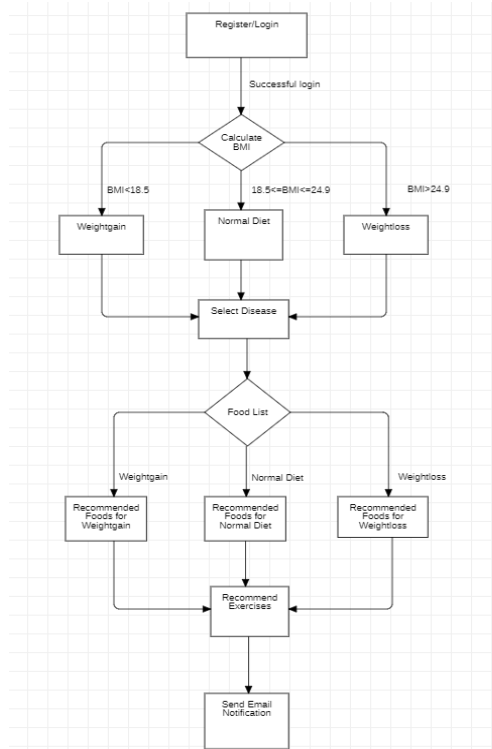 Register/Login
Successful login
Calculate
BMI
BMI<18.5
18.5<=BMI<=24.9
BMI>24.9
Weightgain
Normal Diet
Weightloss
Select Disease
Food List
Weightgain
Normal Diet
Weightloss
Recommended
Foods for
Weightgain
Recommended
Foods for
Normal Diet
Recommended
Foods for
Weightloss
Recommend
Exercises
Send Email
Notification